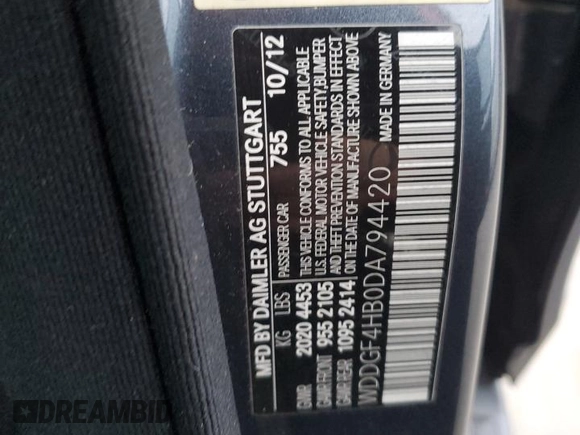 MFD BY DAIMLER AG STUTTGART
PASSENGER CAR 755 10/12
KG LBS THIS VEHICLE CONFORMS TO ALL APPLICABLE
U.S. FEDERAL MOTOR VEHICLE SAFETY,BUMPER
GVWR 2020 4453 AND THEFT PREVENTION STANDARDS IN EFFECT
GAWR FRONT 955 2105 ON THE DATE OF MANUFACTURE SHOWN ABOVE
GAWR REAR 1095 2414
MADE IN GERMANY
WDDGF4HB0DA794420
DREAMBID